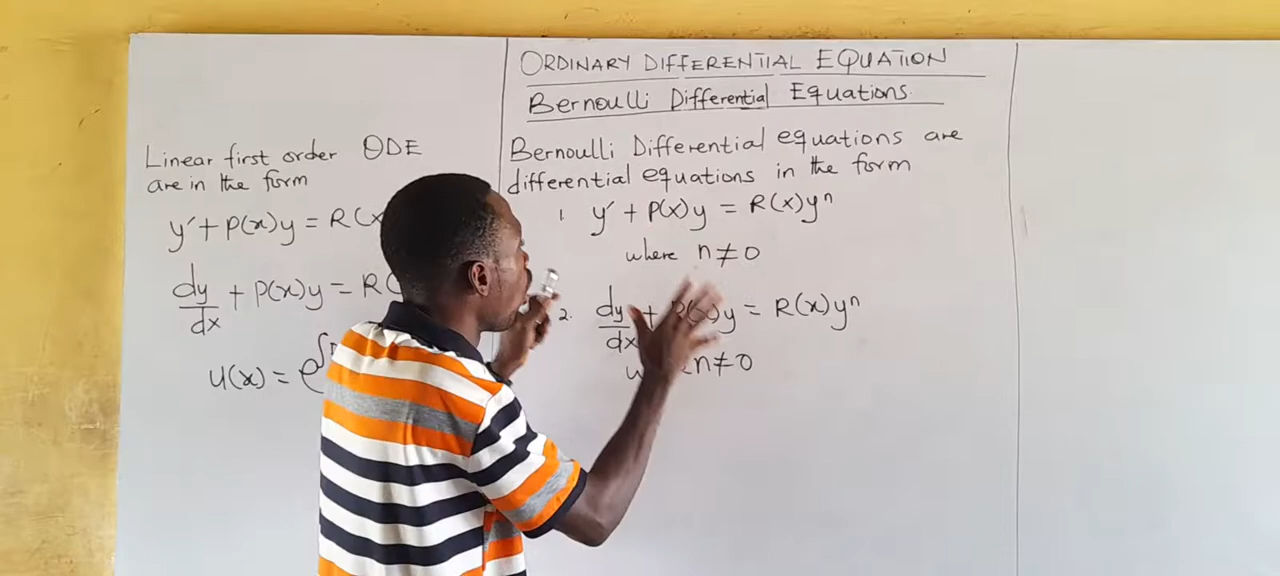 ORDINARY DIFFERENTIAL EQUATION
Bernoulli Differential Equations.
Linear first order ODE
are in the form
y′ + P(x)y = R(x
dy/dx + P(x)y = R(
u(x) = e^∫
Bernoulli Differential equations are
differential equations in the form
1. y′ + P(x)y = R(x)yⁿ
where n ≠ 0
2. dy/dx + P(x)y = R(x)yⁿ
n ≠ 0